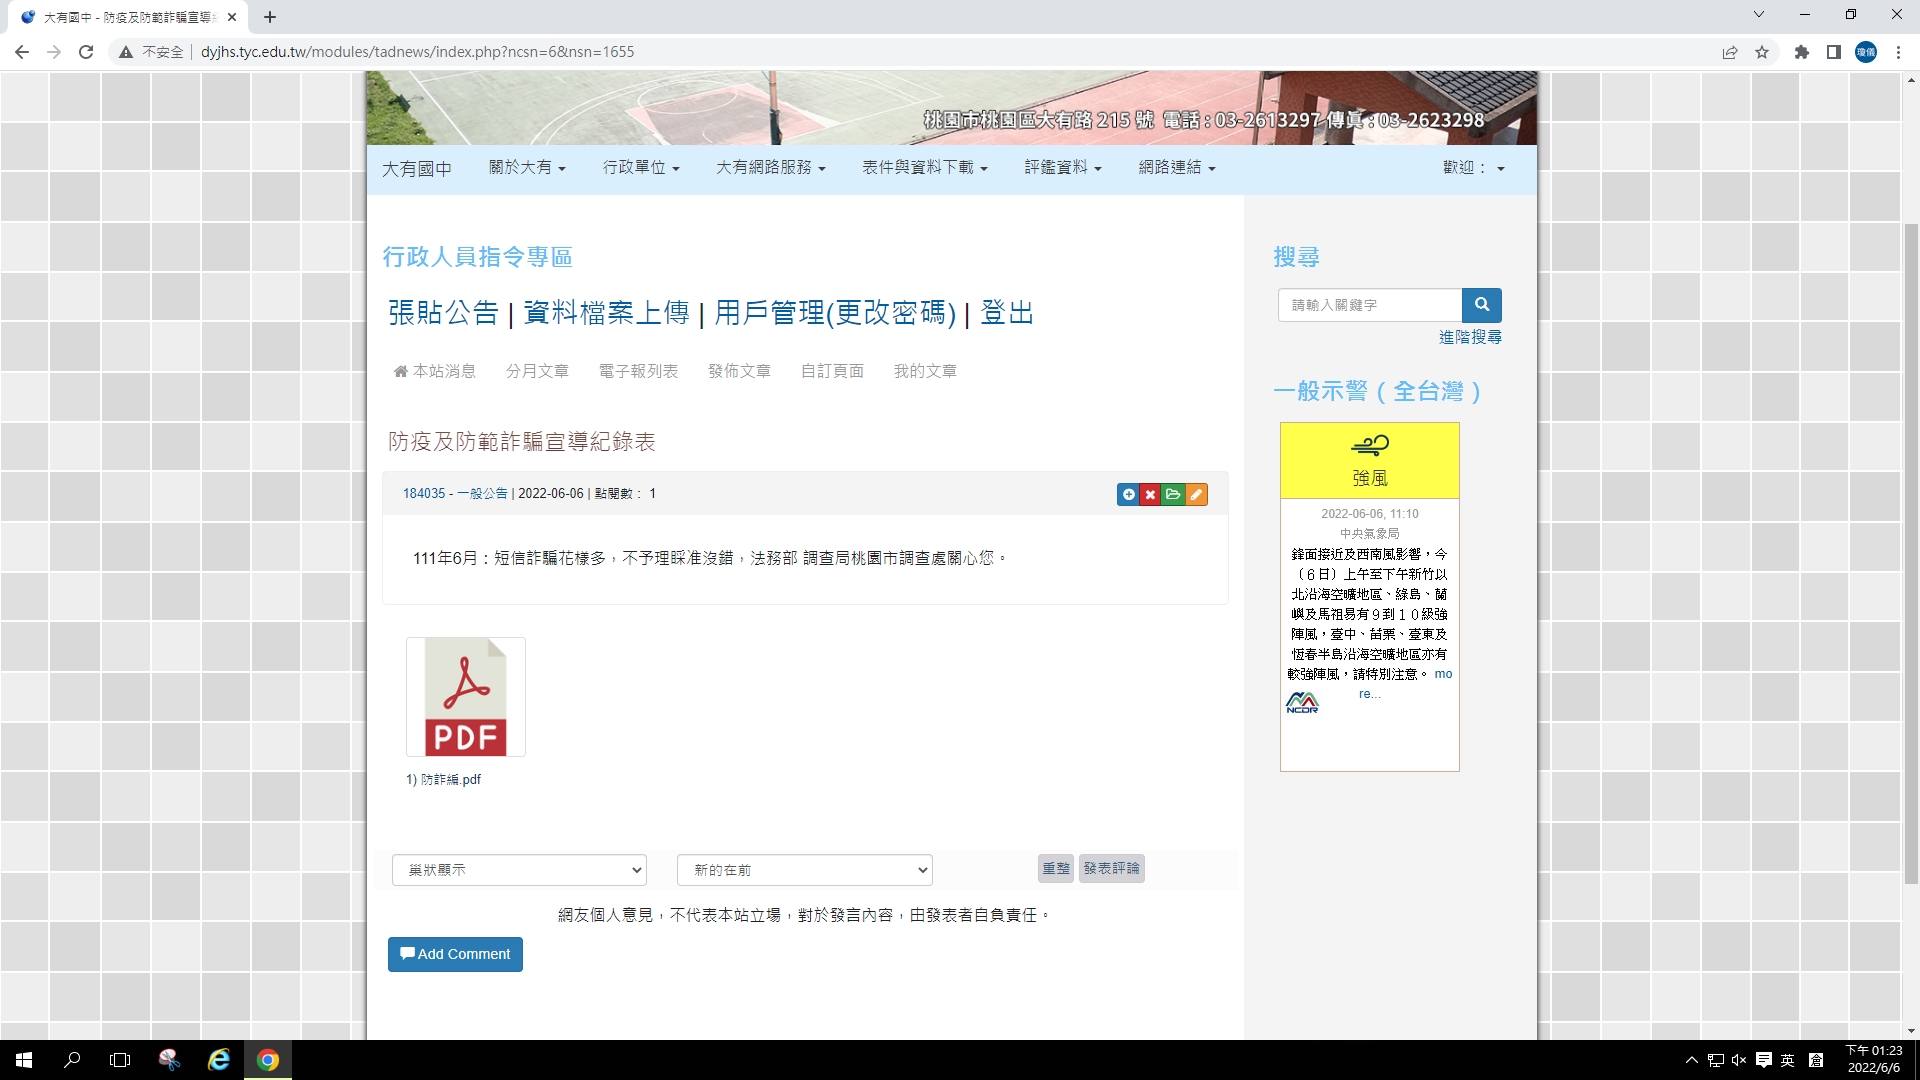 大有國中 - 防疫及防範詐騙宣導紀
不安全 dyjhs.tyc.edu.tw/modules/tadnews/index.php?ncsn=6&nsn=1655
瓊儀
桃園市桃園區大有路 215 號 電話 : 03-2613297 傳真 : 03-2623298
大有國中 關於大有 行政單位 大有網路服務 表件與資料下載 評鑑資料 網路連結 歡迎：
行政人員指令專區
張貼公告 | 資料檔案上傳 | 用戶管理(更改密碼) | 登出
本站消息 分月文章 電子報列表 發佈文章 自訂頁面 我的文章
防疫及防範詐騙宣導紀錄表
184035 - 一般公告 | 2022-06-06 | 點閱數： 1
111年6月：短信詐騙花樣多，不予理睬准沒錯，法務部 調查局桃園市調查處關心您。
PDF
1) 防詐編.pdf
巢狀顯示 新的在前 重整 發表評論
網友個人意見，不代表本站立場，對於發言內容，由發表者自負責任。
Add Comment
搜尋
請輸入關鍵字
進階搜尋
一般示警（全台灣）
強風
2022-06-06, 11:10
中央氣象局
鋒面接近及西南風影響，今
〔６日〕上午至下午新竹以
北沿海空曠地區、綠島、蘭
嶼及馬祖易有９到１０級強
陣風，臺中、苗栗、臺東及
恆春半島沿海空曠地區亦有
較強陣風，請特別注意。 mo
re...
NCDR
英
下午 01:23
2022/6/6